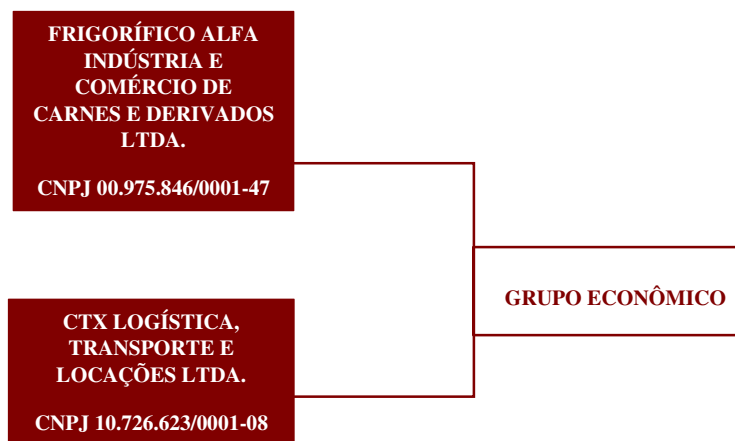 FRIGORÍFICO ALFA
INDÚSTRIA E
COMÉRCIO DE
CARNES E DERIVADOS
LTDA.
CNPJ 00.975.846/0001-47
GRUPO ECONÔMICO
CTX LOGÍSTICA,
TRANSPORTE E
LOCAÇÕES LTDA.
CNPJ 10.726.623/0001-08